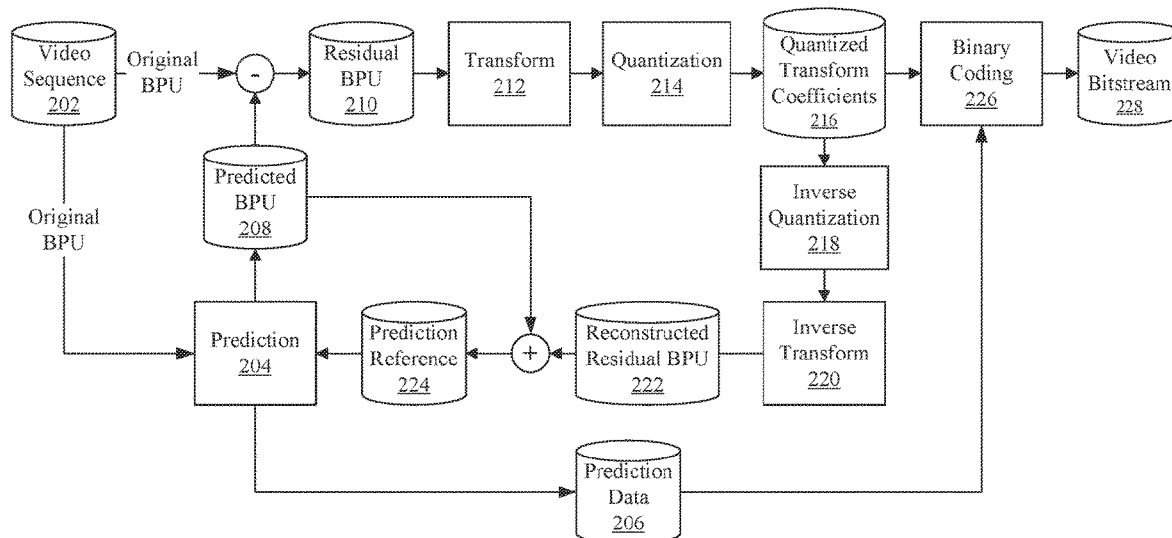 Video
Sequence
202
Original
BPU
-
Residual
BPU
210
Transform
212
Quantization
214
Quantized
Transform
Coefficients
216
Binary
Coding
226
Video
Bitstream
228
Original
BPU
Predicted
BPU
208
Inverse
Quantization
218
Prediction
204
Prediction
Reference
224
+
Reconstructed
Residual BPU
222
Inverse
Transform
220
Prediction
Data
206